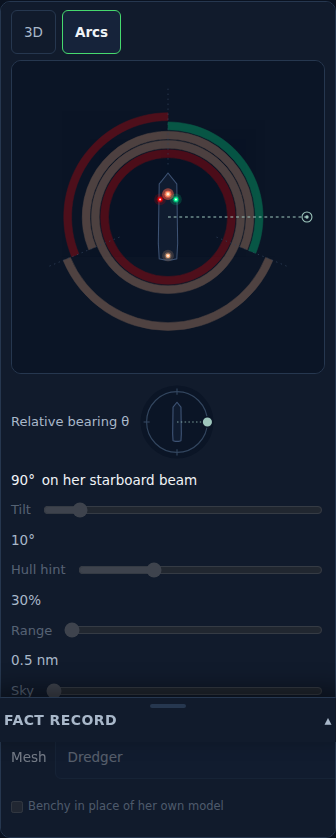 3D Arcs
Relative bearing θ
90° on her starboard beam
Tilt
10°
Hull hint
30%
Range
0.5 nm
Sky
FACT RECORD ▲
Mesh Dredger
Benchy in place of her own model